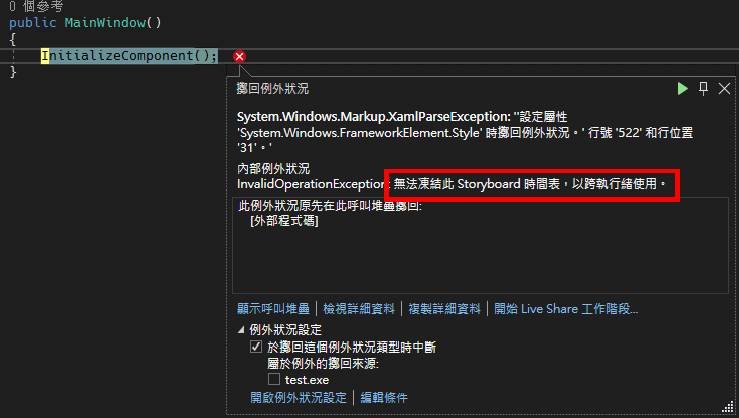 0 個參考
public MainWindow()
{
InitializeComponent();
}
擲回例外狀況
System.Windows.Markup.XamlParseException: '"設定屬性
'System.Windows.FrameworkElement.Style' 時擲回例外狀況。' 行號 '522' 和行位置
'31'。'
內部例外狀況
InvalidOperationException: 無法凍結此 Storyboard 時間表，以跨執行緒使用。
此例外狀況原先在此呼叫堆疊擲回:
[外部程式碼]
顯示呼叫堆疊 | 檢視詳細資料 | 複製詳細資料 | 開始 Live Share 工作階段...
例外狀況設定
於擲回這個例外狀況類型時中斷
屬於例外的擲回來源:
test.exe
開啟例外狀況設定 | 編輯條件